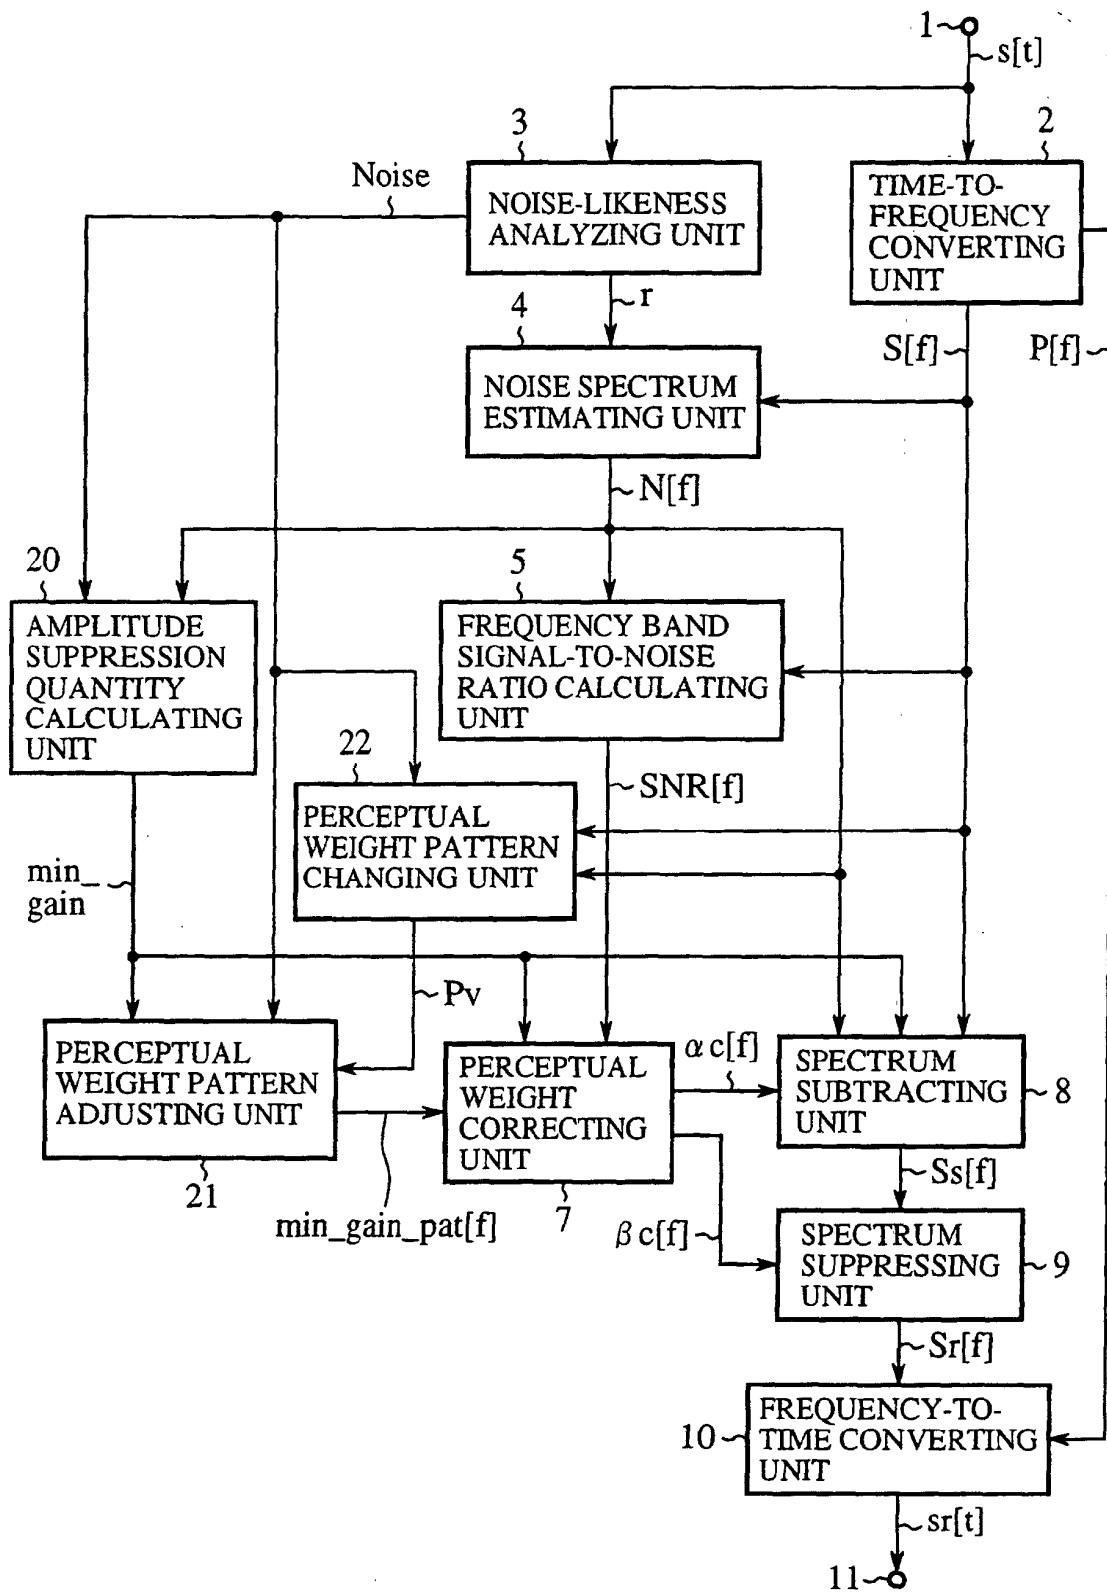 1
s[t]
3
2
Noise
NOISE-LIKENESS
ANALYZING UNIT
TIME-TO-
FREQUENCY
CONVERTING
UNIT
r
4
S[f]
P[f]
NOISE SPECTRUM
ESTIMATING UNIT
N[f]
20
5
AMPLITUDE
SUPPRESSION
QUANTITY
CALCULATING
UNIT
FREQUENCY BAND
SIGNAL-TO-NOISE
RATIO CALCULATING
UNIT
22
SNR[f]
PERCEPTUAL
WEIGHT PATTERN
CHANGING UNIT
min_
gain
Pv
PERCEPTUAL
WEIGHT PATTERN
ADJUSTING UNIT
21
min_gain_pat[f]
PERCEPTUAL
WEIGHT
CORRECTING
UNIT
7
αc[f]
βc[f]
SPECTRUM
SUBTRACTING
UNIT
8
Ss[f]
SPECTRUM
SUPPRESSING
UNIT
9
Sr[f]
10
FREQUENCY-TO-
TIME CONVERTING
UNIT
sr[t]
11